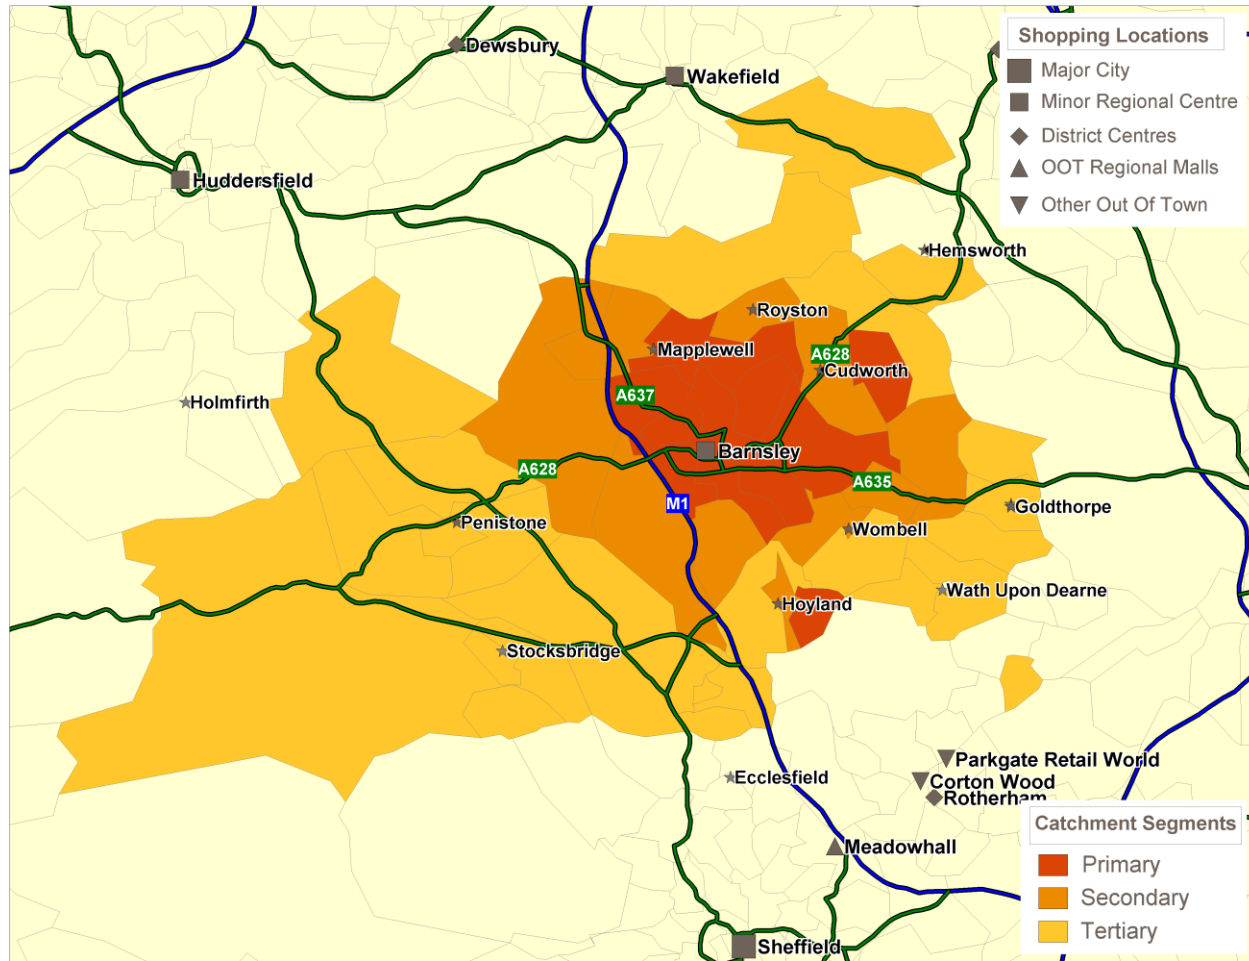 Shopping Locations
Major City
Minor Regional Centre
District Centres
OOT Regional Malls
Other Out Of Town
Dewsbury
Wakefield
Huddersfield
Hemsworth
Royston
Mapplewell
A628
Cudworth
A637
Holmfirth
Barnsley
A628
A635
M1
Goldthorpe
Penistone
Wombell
Wath Upon Dearne
Hoyland
Stocksbridge
Parkgate Retail World
Ecclesfield
Corton Wood
Rotherham
Meadowhall
Sheffield
Catchment Segments
Primary
Secondary
Tertiary